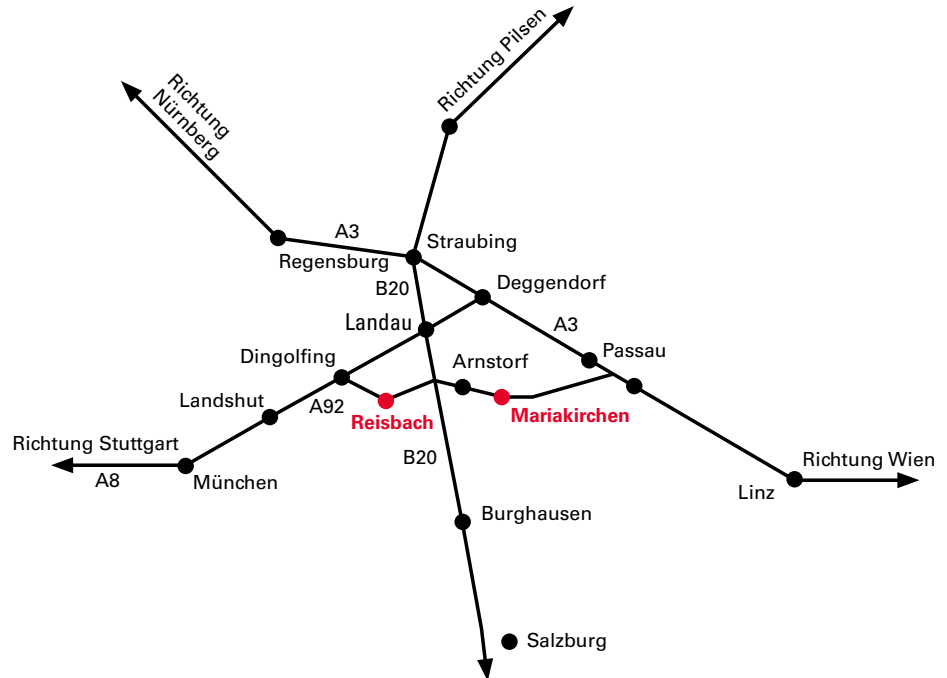 Richtung Pilsen
Richtung
Nürnberg
A3
Straubing
Regensburg
B20
Deggendorf
Landau
A3
Passau
Dingolfing
Arnstorf
Landshut
A92
Reisbach
Mariakirchen
Richtung Stuttgart
B20
Richtung Wien
A8
München
Linz
Burghausen
Salzburg